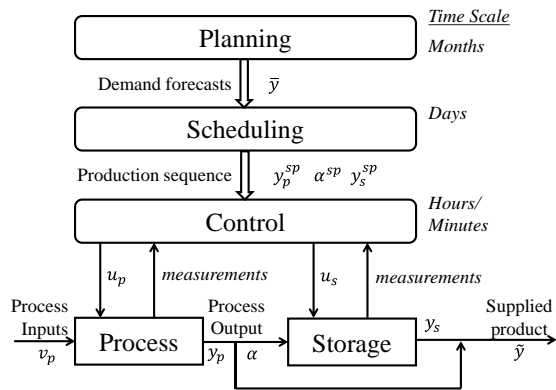 Time Scale
Planning
Months
Demand forecasts
ȳ
Days
Scheduling
Production sequence
y_p^{sp} α^{sp} y_s^{sp}
Hours/
Minutes
Control
u_p
measurements
u_s
measurements
Process
Inputs
v_p
Process
Process
Output
y_p
α
Storage
y_s
Supplied
product
ỹ